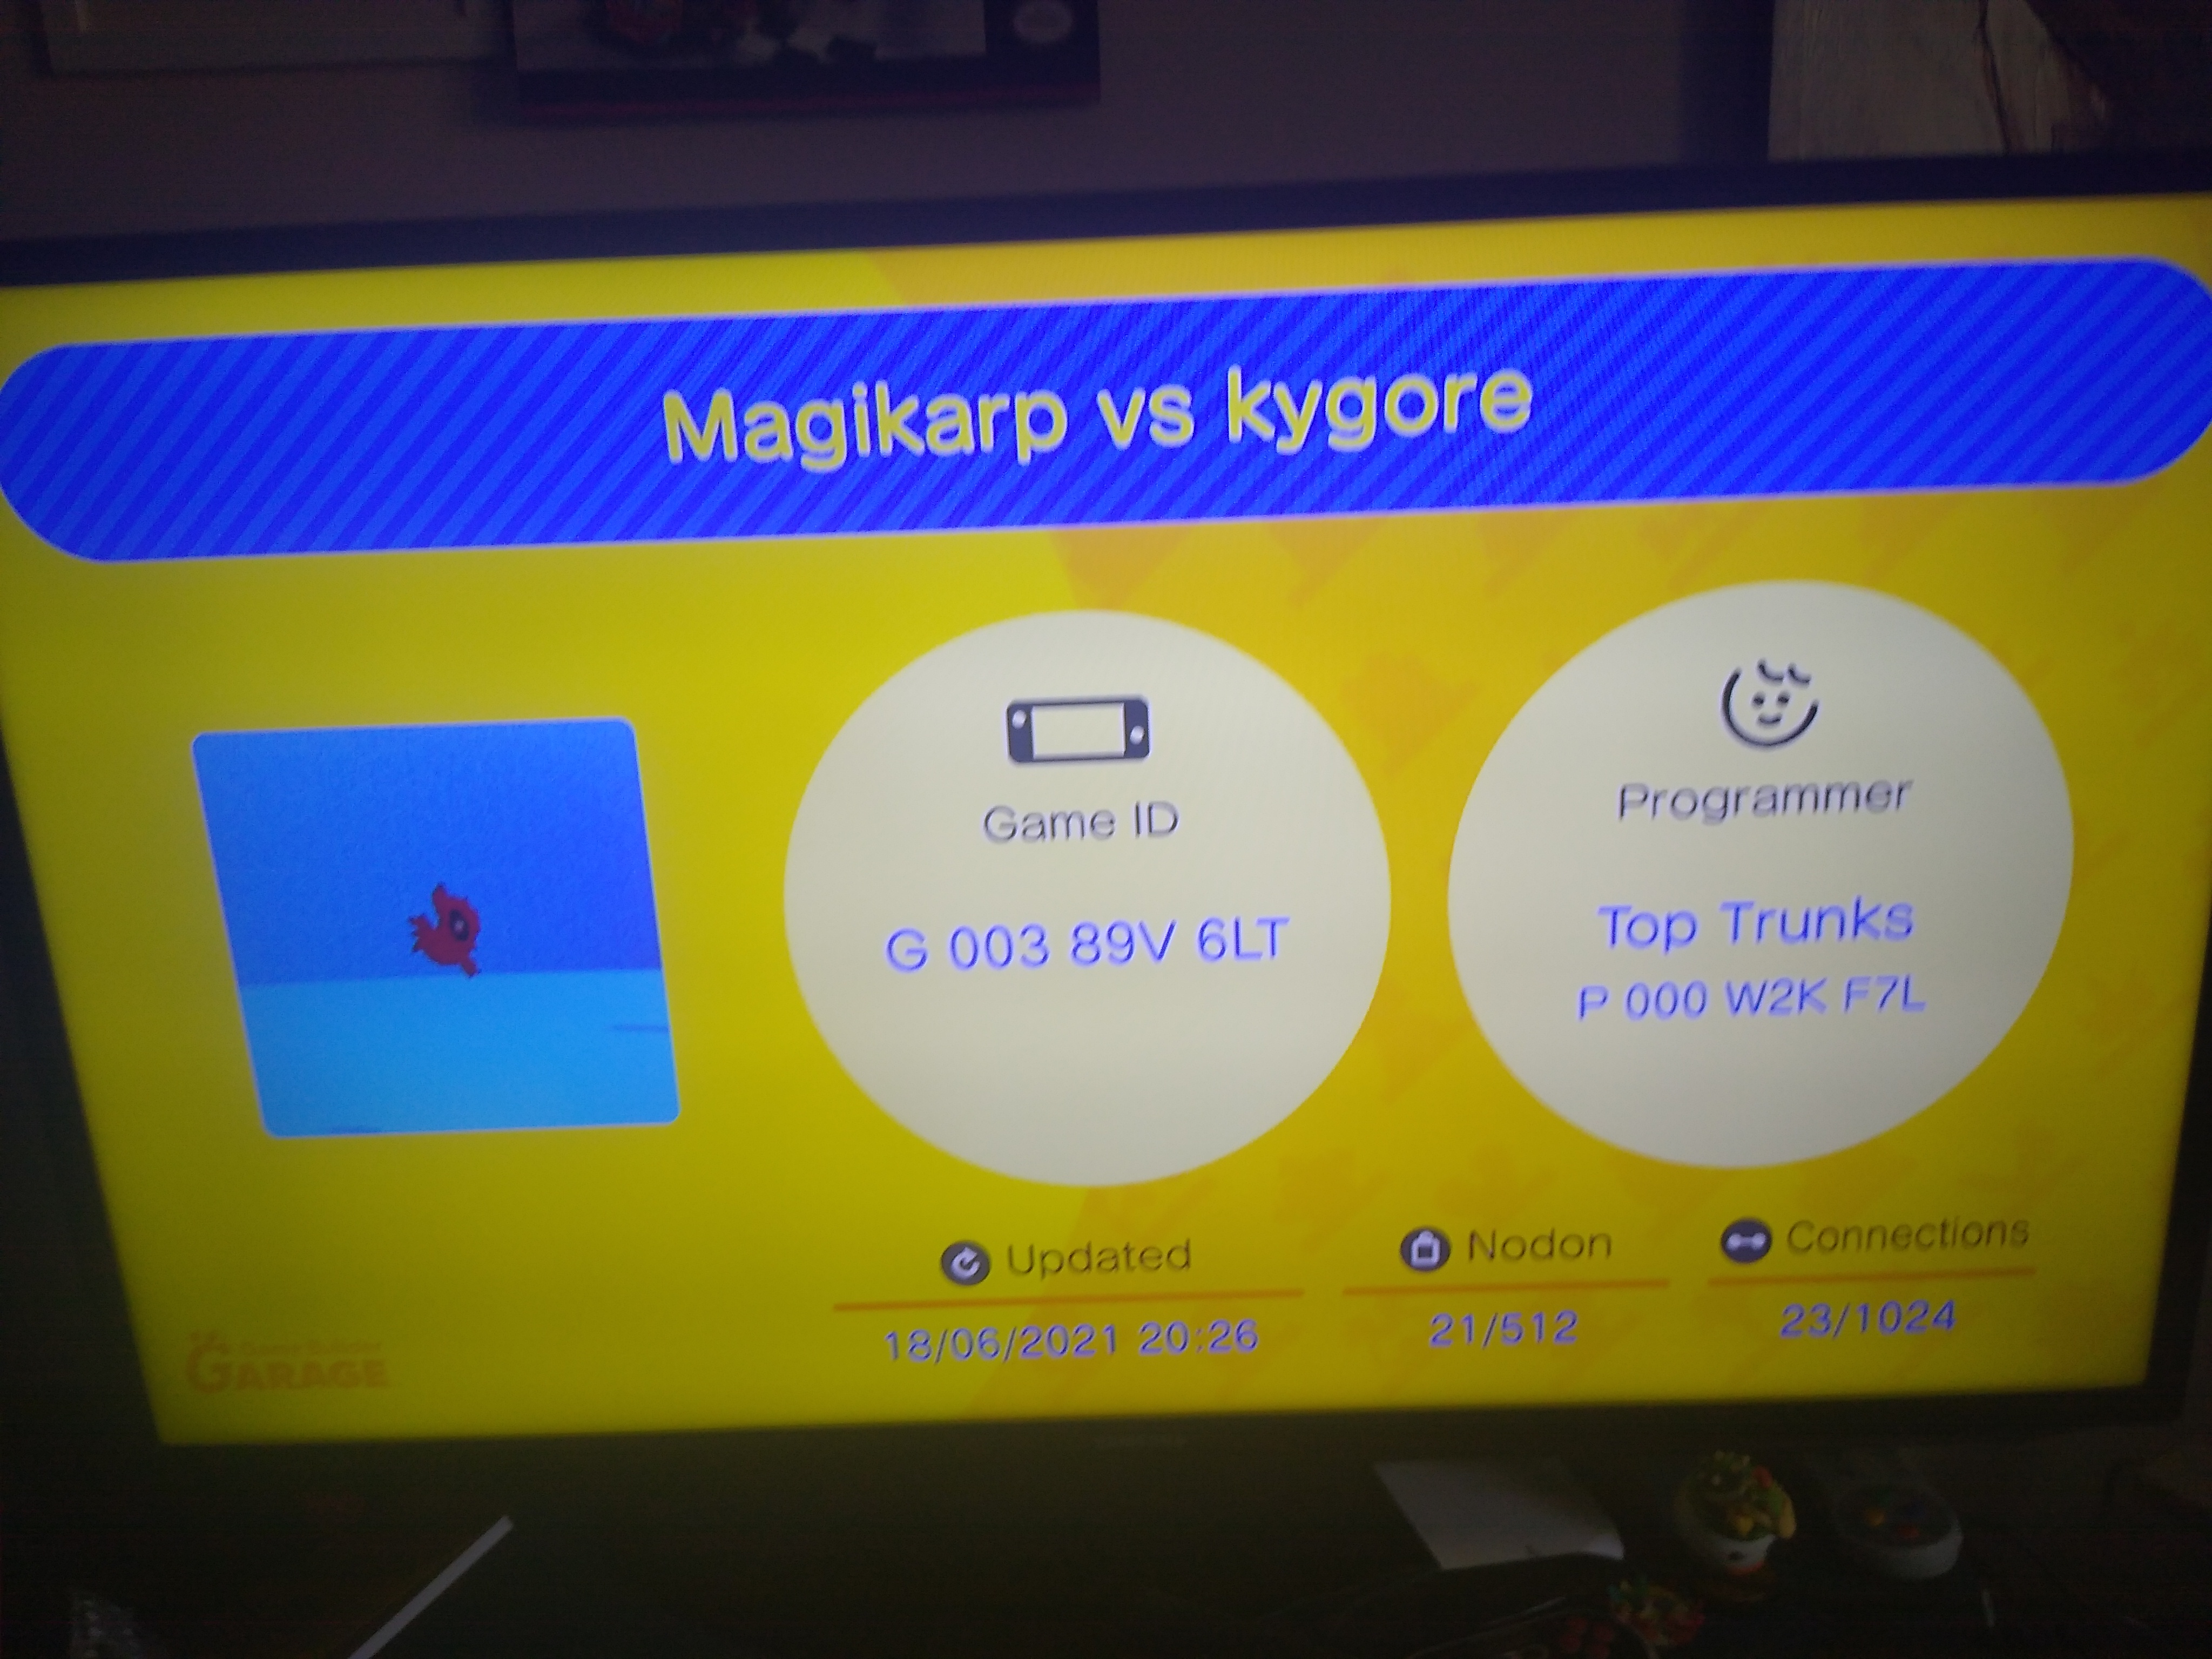 Magikarp vs kygore
Game ID
G 003 89V 6LT
Programmer
Top Trunks
P 000 W2K F7L
Updated
18/06/2021 20:26
Nodon
21/512
Connections
23/1024
GARAGE